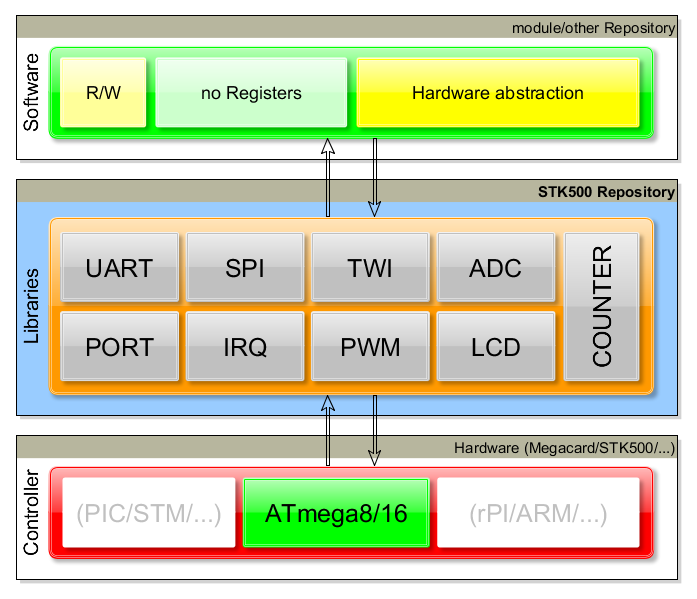 module/other Repository
Software
R/W
no Registers
Hardware abstraction
STK500 Repository
Libraries
UART
SPI
TWI
ADC
COUNTER
PORT
IRQ
PWM
LCD
Hardware (Megacard/STK500/...)
Controller
(PIC/STM/...)
ATmega8/16
(rPI/ARM/...)